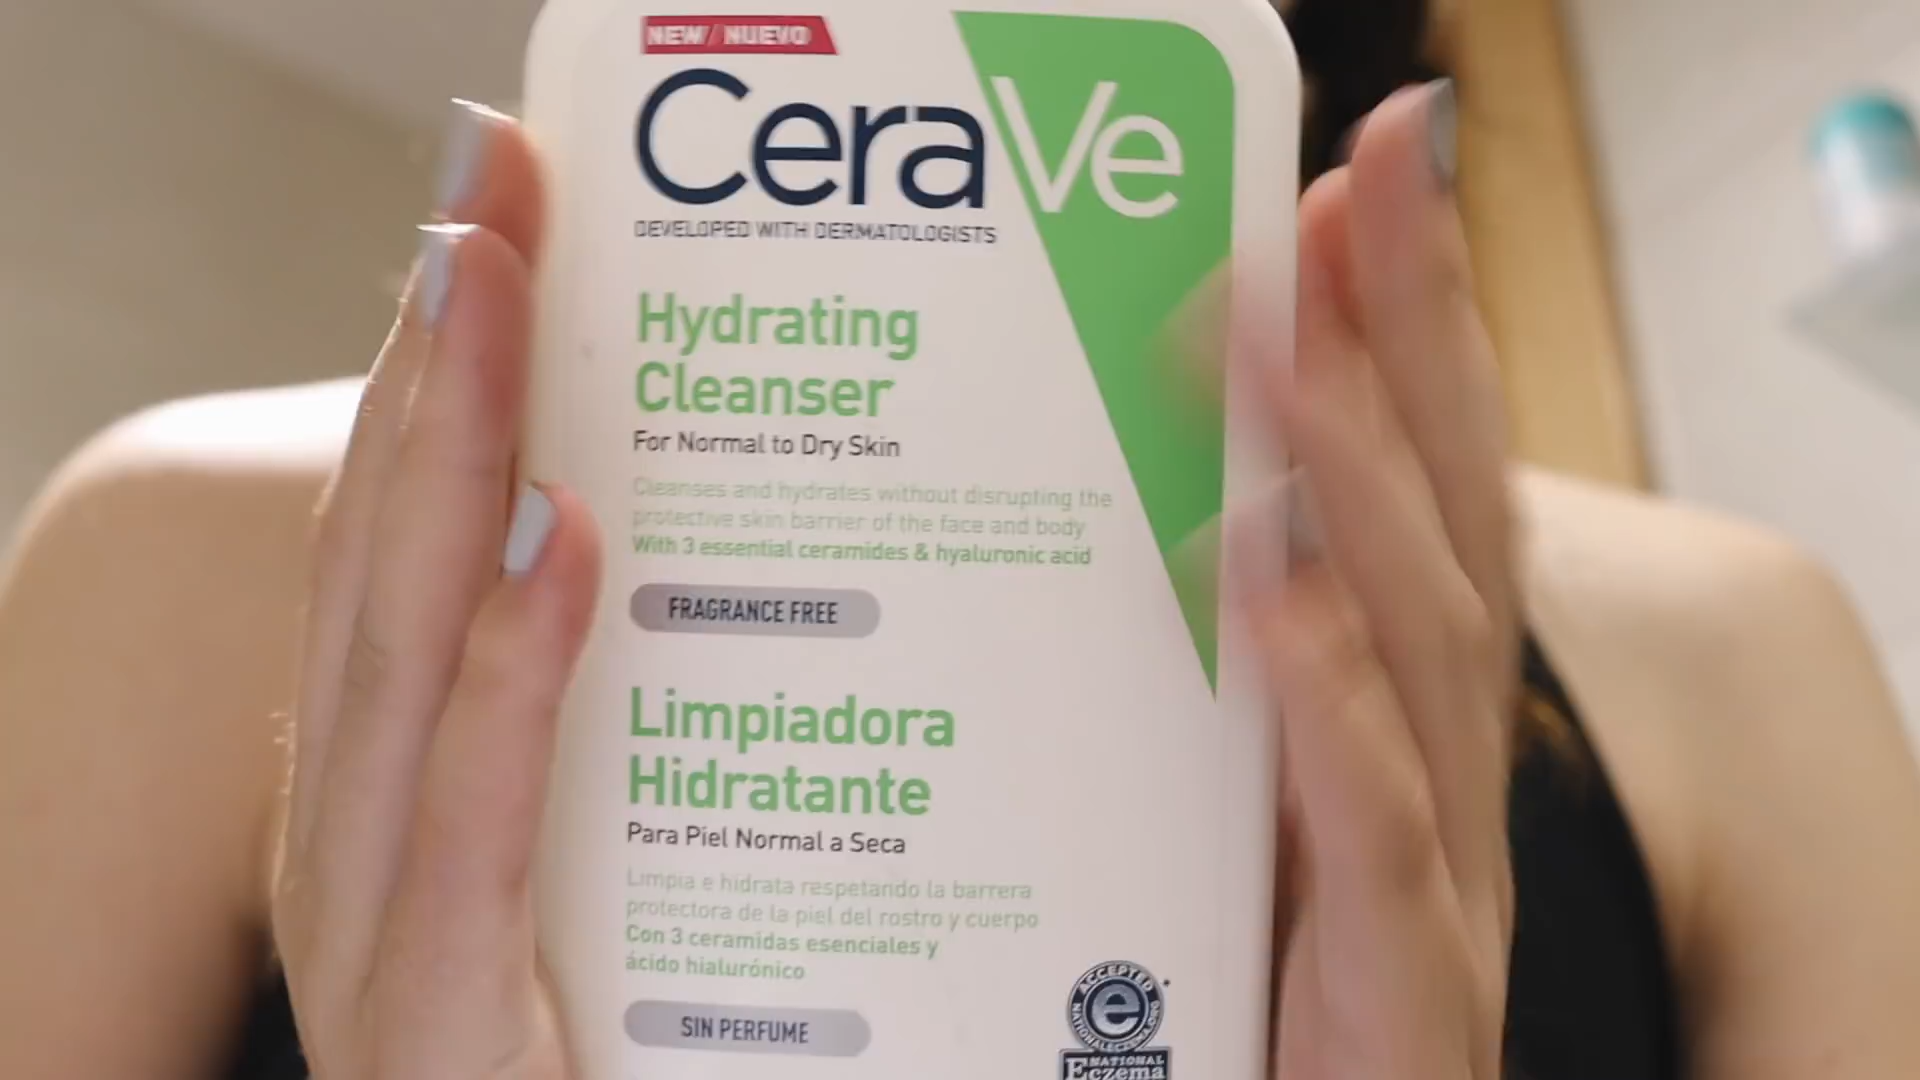 NEW / NUEVO
CeraVe
DEVELOPED WITH DERMATOLOGISTS
Hydrating
Cleanser
For Normal to Dry Skin
Cleanses and hydrates without disrupting the
protective skin barrier of the face and body
With 3 essential ceramides & hyaluronic acid
FRAGRANCE FREE
Limpiadora
Hidratante
Para Piel Normal a Seca
Limpia e hidrata respetando la barrera
protectora de la piel del rostro y cuerpo
Con 3 ceramidas esenciales y
ácido hialurónico
SIN PERFUME
ACCEPTED
e
NATIONALECZEMA.ORG
NATIONAL
Eczema